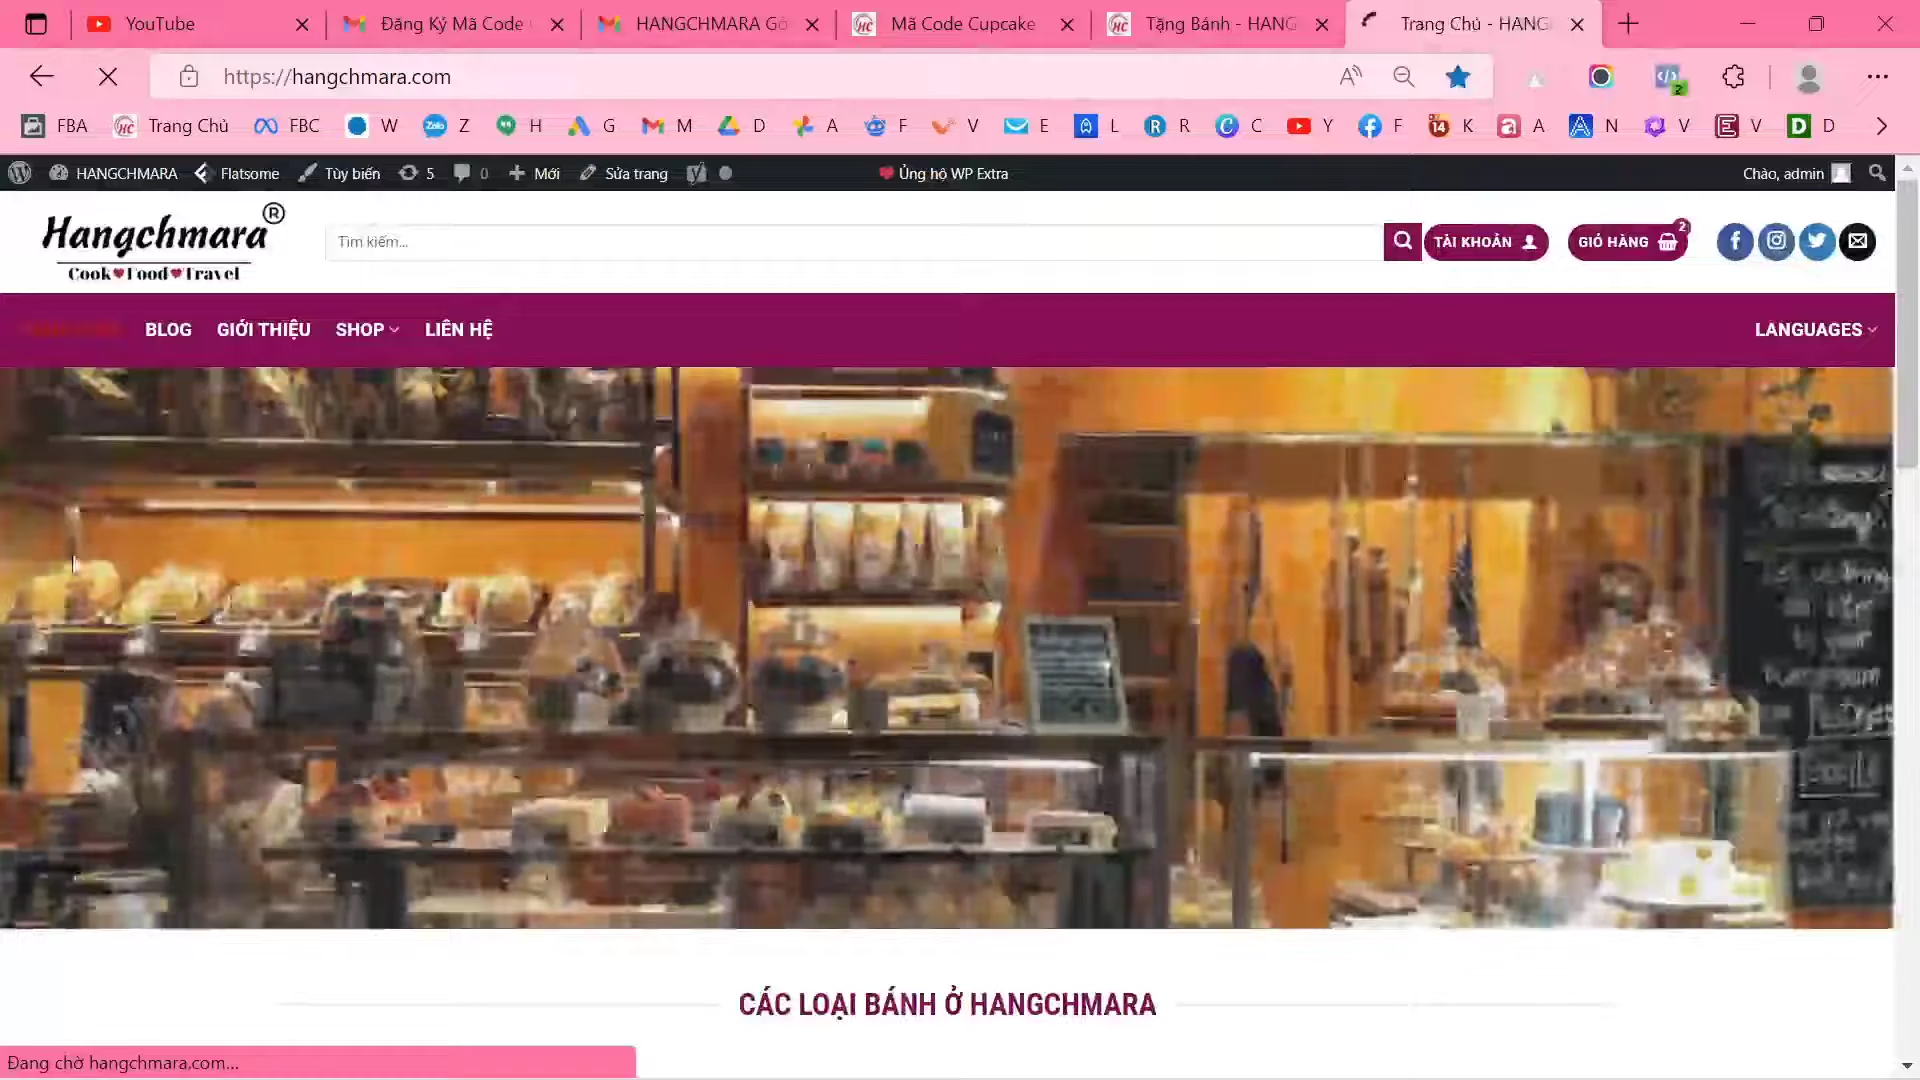 YouTube
Đăng Ký Mã Code
HANGCHMARA Gó
Mã Code Cupcake
Tặng Bánh - HANG
Trang Chủ - HANG
https://hangchmara.com
FBA
Trang Chủ
FBC
W
Z
H
G
M
D
A
F
V
E
L
R
C
Y
F
K
A
N
V
V
D
HANGCHMARA
Flatsome
Tùy biến
5
0
Mới
Sửa trang
Ủng hộ WP Extra
Chào, admin
Hangchmara®
Cook♥Food♥Travel
Tìm kiếm...
TÀI KHOẢN
GIỎ HÀNG
2
BLOG
GIỚI THIỆU
SHOP
LIÊN HỆ
LANGUAGES
CÁC LOẠI BÁNH Ở HANGCHMARA
Đang chờ hangchmara.com...